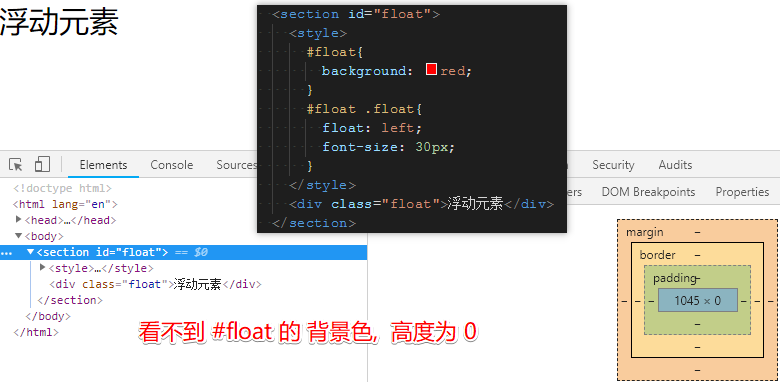 浮动元素
<section id="float">
<style>
#float{
background: red;
}
#float .float{
float: left;
font-size: 30px;
}
</style>
<div class="float">浮动元素</div>
</section>
Elements Console Sources Security Audits
DOM Breakpoints Properties
<!doctype html>
<html lang="en">
<head>…</head>
<body>
… <section id="float"> == $0
<style>…</style>
<div class="float">浮动元素</div>
</section>
</body>
</html>
margin –
border –
padding –
– – – 1045 × 0 – – –
–
–
–
看不到 #float 的 背景色, 高度为 0